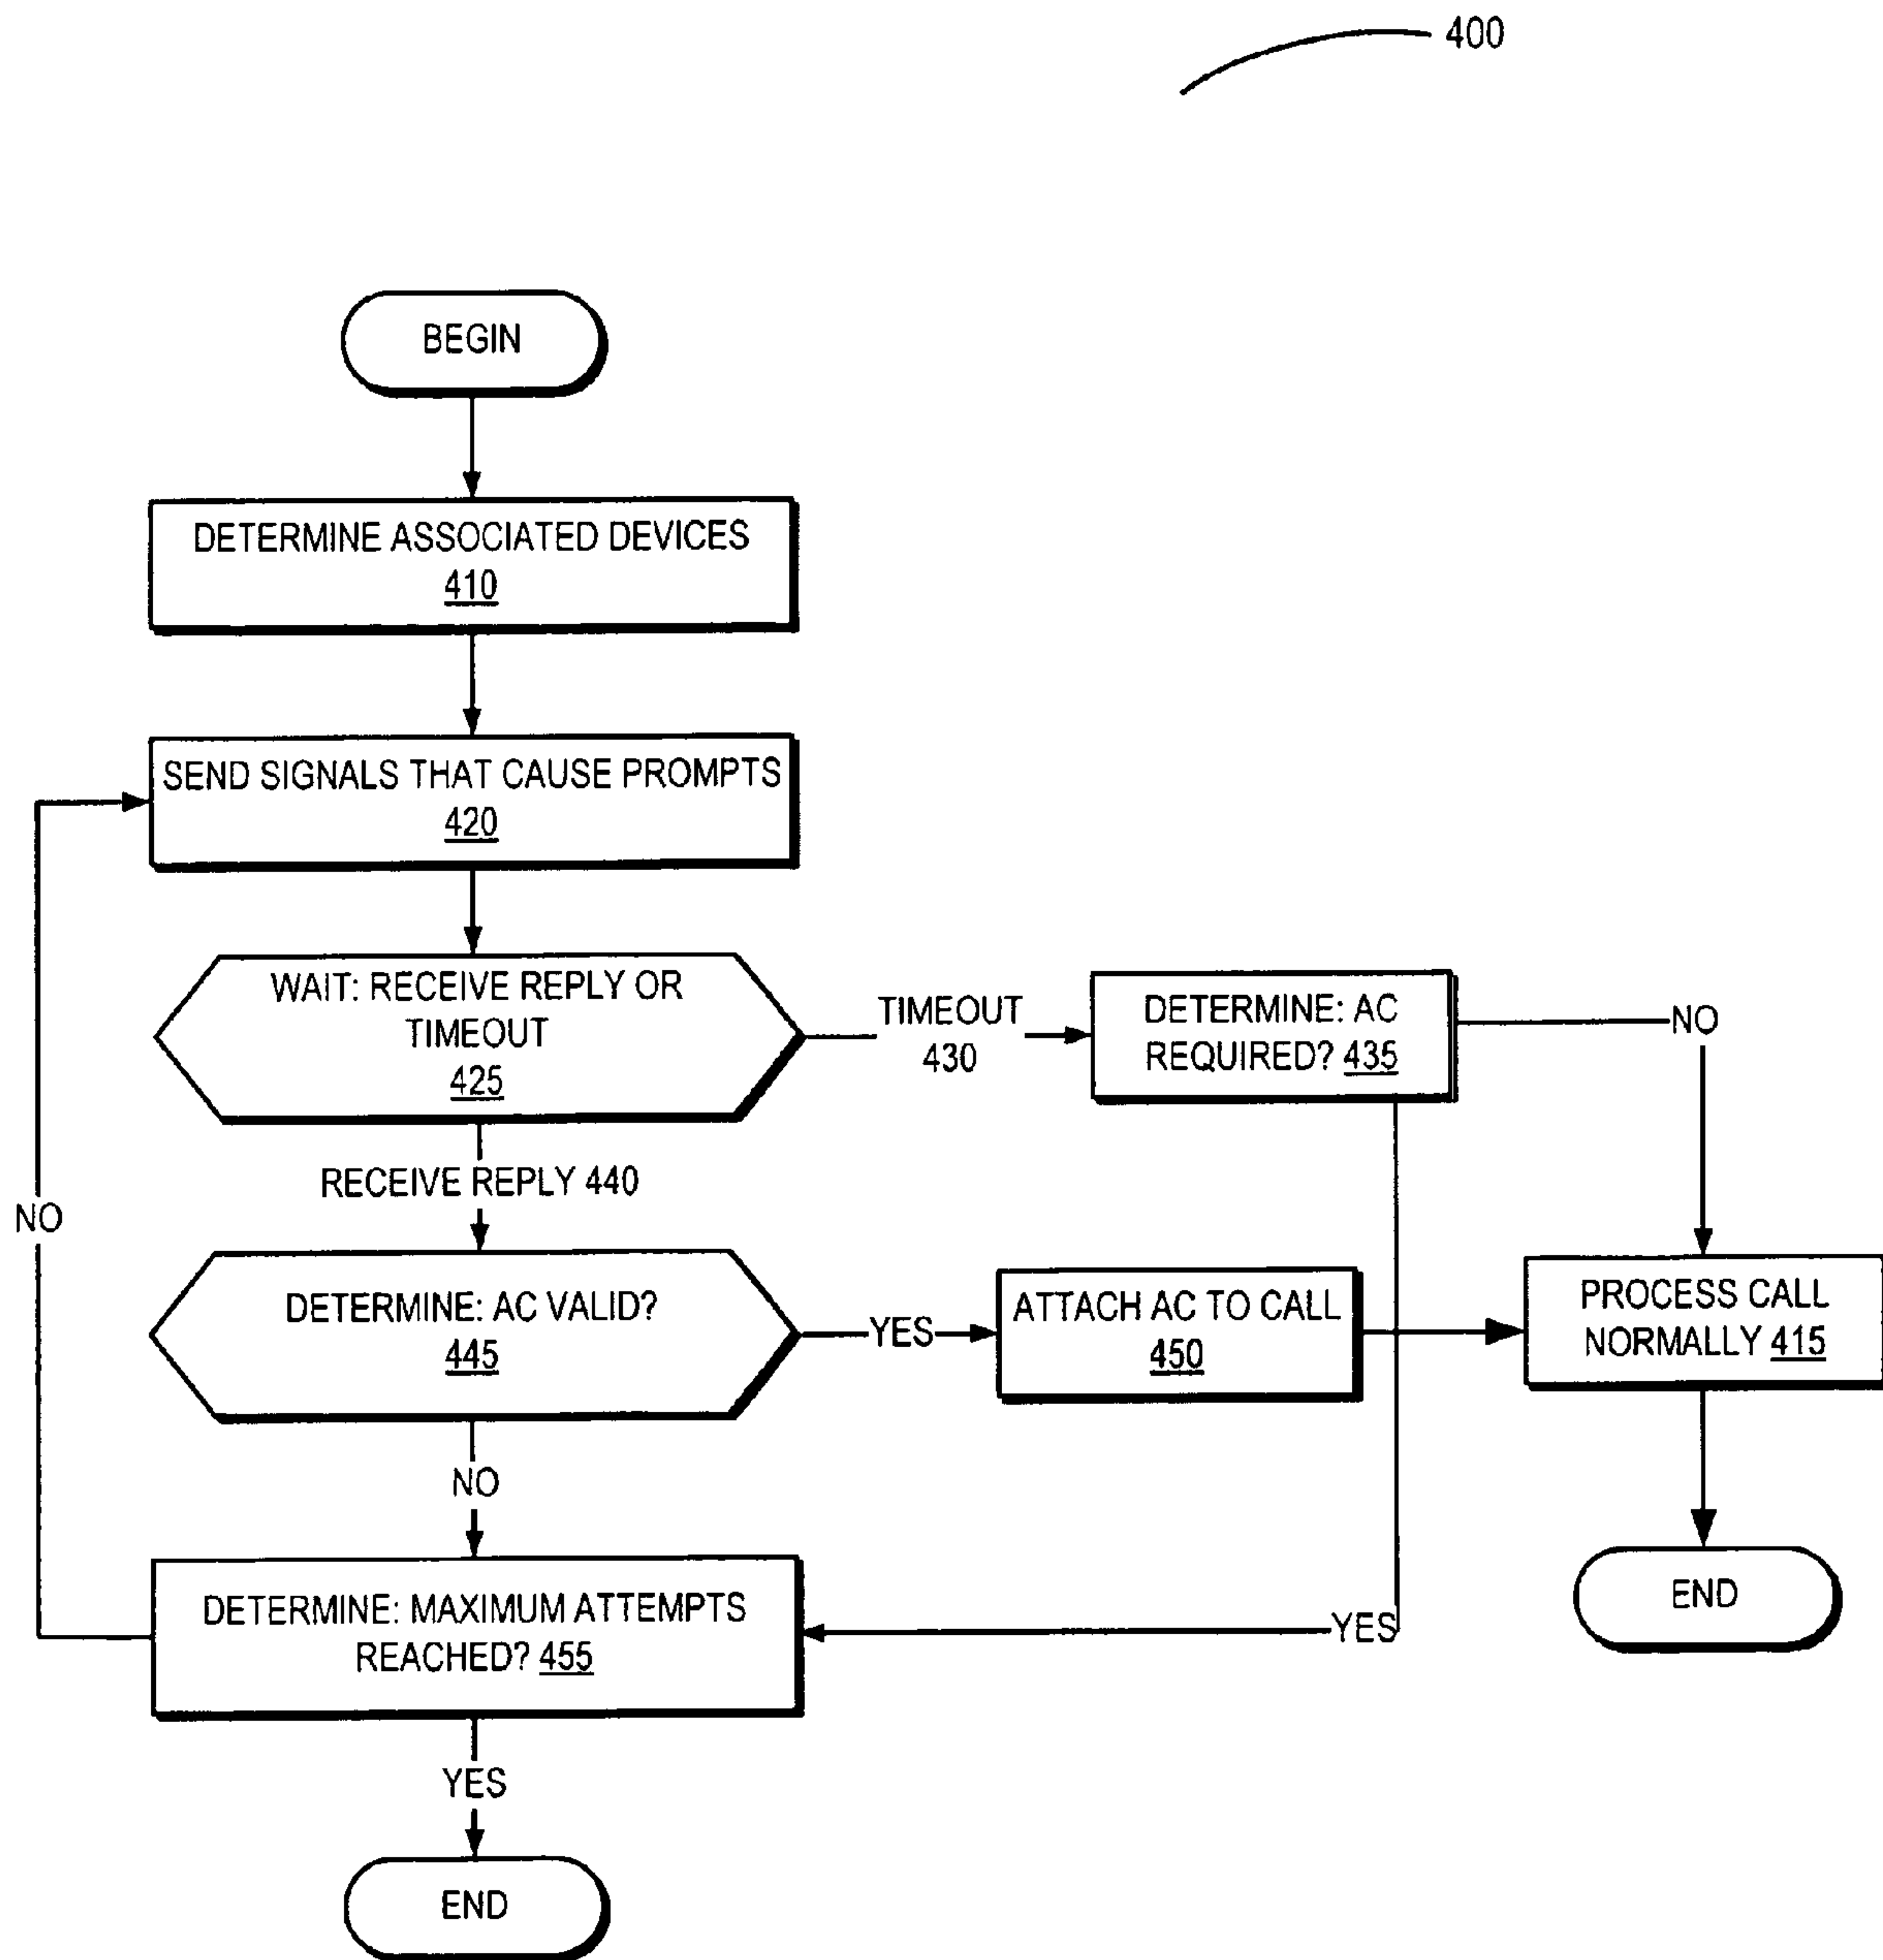 400
BEGIN
DETERMINE ASSOCIATED DEVICES
410
SEND SIGNALS THAT CAUSE PROMPTS
420
WAIT: RECEIVE REPLY OR
TIMEOUT
425
TIMEOUT
430
DETERMINE: AC
REQUIRED? 435
NO
RECEIVE REPLY 440
NO
DETERMINE: AC VALID?
445
YES
ATTACH AC TO CALL
450
PROCESS CALL
NORMALLY 415
NO
DETERMINE: MAXIMUM ATTEMPTS
REACHED? 455
YES
END
YES
END